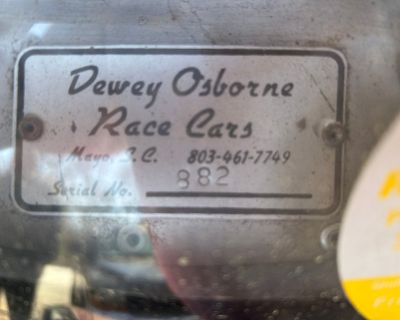 Dewey Osborne
Race Cars
Mayo, S.C. 803-461-7749
Serial No. 882